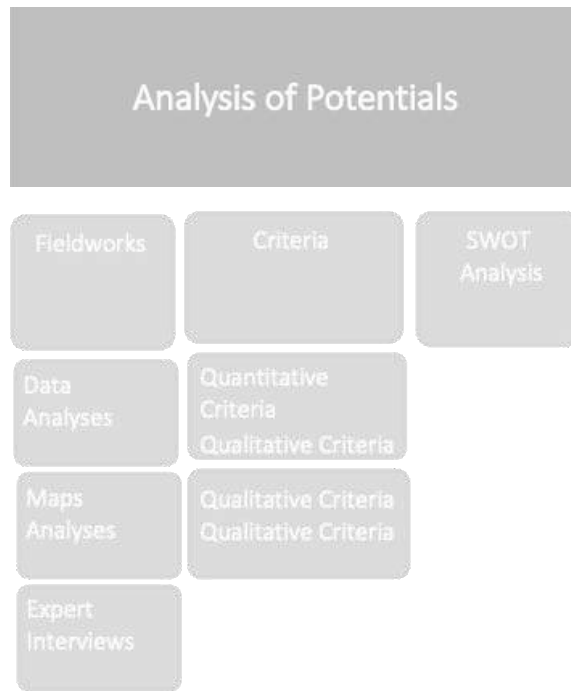 Analysis of Potentials
Fieldworks
Criteria
SWOT
Analysis
Data
Analyses
Quantitative
Criteria
Qualitative Criteria
Maps
Analyses
Qualitative Criteria
Qualitative Criteria
Expert
Interviews